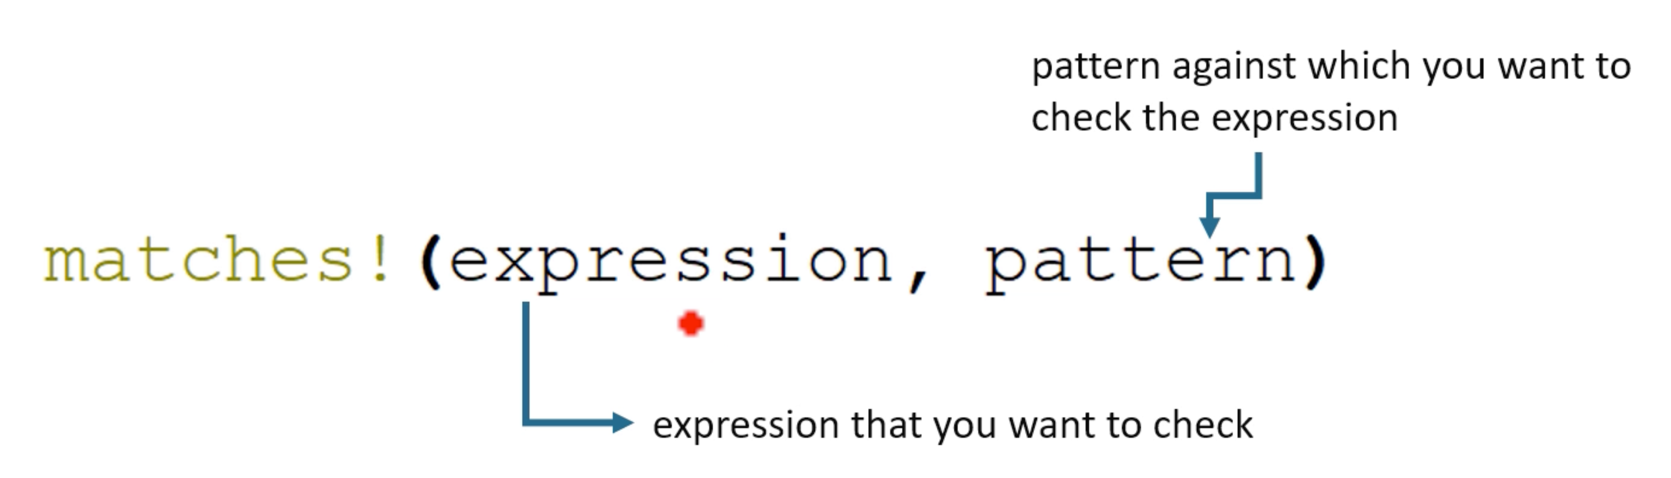 pattern against which you want to
check the expression
matches!(expression, pattern)
expression that you want to check